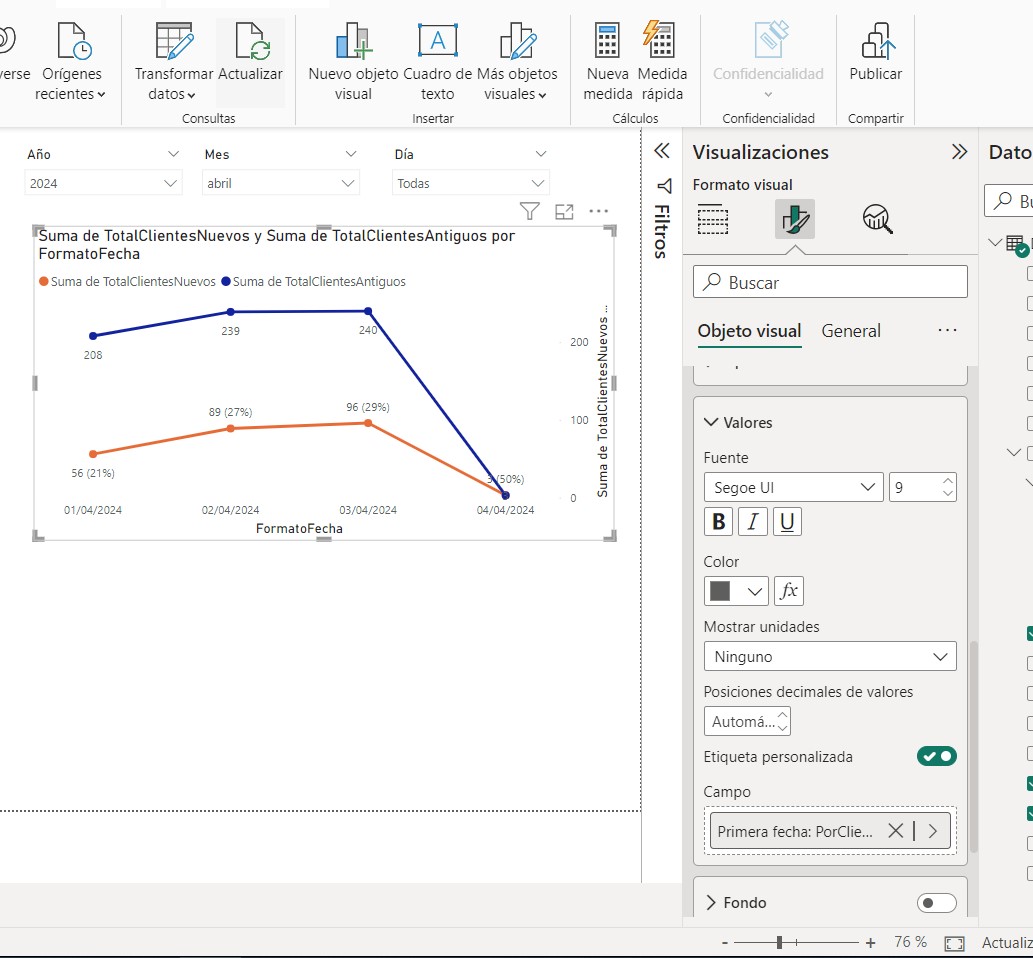 Orígenes
recientes
Transformar
datos
Actualizar
Nuevo objeto
visual
Cuadro de
texto
Más objetos
visuales
Nueva
medida
Medida
rápida
Confidencialidad
Publicar
Consultas
Insertar
Cálculos
Confidencialidad
Compartir
Año
Mes
Día
2024
abril
Todas
Suma de TotalClientesNuevos y Suma de TotalClientesAntiguos por
FormatoFecha
Suma de TotalClientesNuevos
Suma de TotalClientesAntiguos
208
239
240
200
89 (27%)
96 (29%)
100
56 (21%)
(50%)
0
01/04/2024
02/04/2024
03/04/2024
04/04/2024
FormatoFecha
Suma de TotalClientesNuevos ...
Filtros
Visualizaciones
Formato visual
Buscar
Objeto visual
General
...
Valores
Fuente
Segoe UI
9
B
I
U
Color
fx
Mostrar unidades
Ninguno
Posiciones decimales de valores
Automá...
Etiqueta personalizada
Campo
Primera fecha: PorClie...
Fondo
- + 76 %